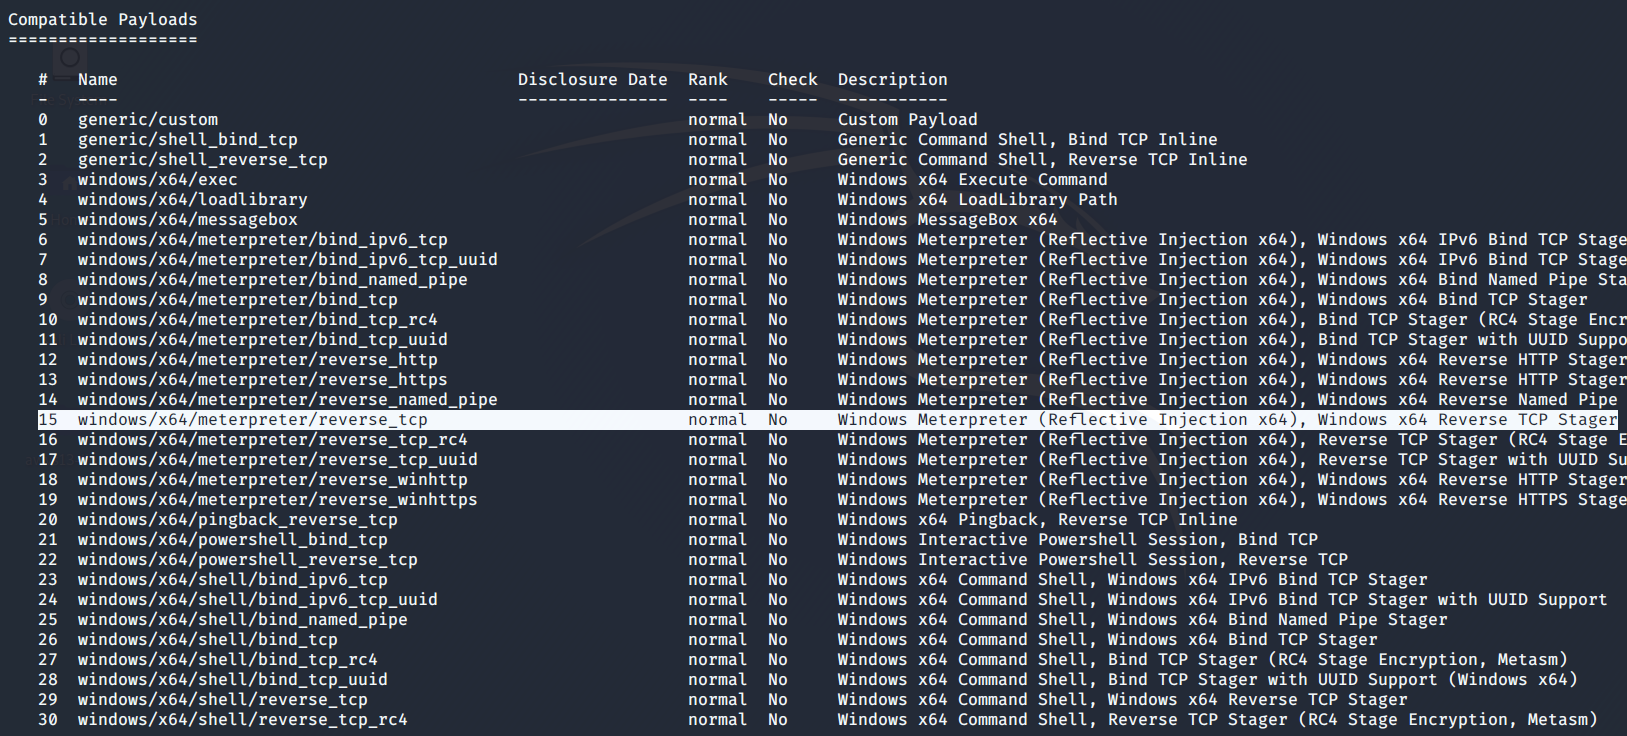 Compatible Payloads
===================
#   Name                                        Disclosure Date  Rank    Check  Description
-   ----                                        ---------------  ----    -----  -----------
0   generic/custom                                               normal  No     Custom Payload
1   generic/shell_bind_tcp                                       normal  No     Generic Command Shell, Bind TCP Inline
2   generic/shell_reverse_tcp                                    normal  No     Generic Command Shell, Reverse TCP Inline
3   windows/x64/exec                                             normal  No     Windows x64 Execute Command
4   windows/x64/loadlibrary                                      normal  No     Windows x64 LoadLibrary Path
5   windows/x64/messagebox                                       normal  No     Windows MessageBox x64
6   windows/x64/meterpreter/bind_ipv6_tcp                        normal  No     Windows Meterpreter (Reflective Injection x64), Windows x64 IPv6 Bind TCP Stage
7   windows/x64/meterpreter/bind_ipv6_tcp_uuid                   normal  No     Windows Meterpreter (Reflective Injection x64), Windows x64 IPv6 Bind TCP Stage
8   windows/x64/meterpreter/bind_named_pipe                      normal  No     Windows Meterpreter (Reflective Injection x64), Windows x64 Bind Named Pipe Sta
9   windows/x64/meterpreter/bind_tcp                             normal  No     Windows Meterpreter (Reflective Injection x64), Windows x64 Bind TCP Stager
10  windows/x64/meterpreter/bind_tcp_rc4                         normal  No     Windows Meterpreter (Reflective Injection x64), Bind TCP Stager (RC4 Stage Encr
11  windows/x64/meterpreter/bind_tcp_uuid                        normal  No     Windows Meterpreter (Reflective Injection x64), Bind TCP Stager with UUID Suppo
12  windows/x64/meterpreter/reverse_http                         normal  No     Windows Meterpreter (Reflective Injection x64), Windows x64 Reverse HTTP Stager
13  windows/x64/meterpreter/reverse_https                        normal  No     Windows Meterpreter (Reflective Injection x64), Windows x64 Reverse HTTP Stager
14  windows/x64/meterpreter/reverse_named_pipe                   normal  No     Windows Meterpreter (Reflective Injection x64), Windows x64 Reverse Named Pipe
15  windows/x64/meterpreter/reverse_tcp                          normal  No     Windows Meterpreter (Reflective Injection x64), Windows x64 Reverse TCP Stager
16  windows/x64/meterpreter/reverse_tcp_rc4                      normal  No     Windows Meterpreter (Reflective Injection x64), Reverse TCP Stager (RC4 Stage E
17  windows/x64/meterpreter/reverse_tcp_uuid                     normal  No     Windows Meterpreter (Reflective Injection x64), Reverse TCP Stager with UUID Su
18  windows/x64/meterpreter/reverse_winhttp                      normal  No     Windows Meterpreter (Reflective Injection x64), Windows x64 Reverse HTTP Stager
19  windows/x64/meterpreter/reverse_winhttps                     normal  No     Windows Meterpreter (Reflective Injection x64), Windows x64 Reverse HTTPS Stage
20  windows/x64/pingback_reverse_tcp                             normal  No     Windows x64 Pingback, Reverse TCP Inline
21  windows/x64/powershell_bind_tcp                              normal  No     Windows Interactive Powershell Session, Bind TCP
22  windows/x64/powershell_reverse_tcp                           normal  No     Windows Interactive Powershell Session, Reverse TCP
23  windows/x64/shell/bind_ipv6_tcp                              normal  No     Windows x64 Command Shell, Windows x64 IPv6 Bind TCP Stager
24  windows/x64/shell/bind_ipv6_tcp_uuid                         normal  No     Windows x64 Command Shell, Windows x64 IPv6 Bind TCP Stager with UUID Support
25  windows/x64/shell/bind_named_pipe                            normal  No     Windows x64 Command Shell, Windows x64 Bind Named Pipe Stager
26  windows/x64/shell/bind_tcp                                   normal  No     Windows x64 Command Shell, Windows x64 Bind TCP Stager
27  windows/x64/shell/bind_tcp_rc4                               normal  No     Windows x64 Command Shell, Bind TCP Stager (RC4 Stage Encryption, Metasm)
28  windows/x64/shell/bind_tcp_uuid                              normal  No     Windows x64 Command Shell, Bind TCP Stager with UUID Support (Windows x64)
29  windows/x64/shell/reverse_tcp                                normal  No     Windows x64 Command Shell, Windows x64 Reverse TCP Stager
30  windows/x64/shell/reverse_tcp_rc4                            normal  No     Windows x64 Command Shell, Reverse TCP Stager (RC4 Stage Encryption, Metasm)